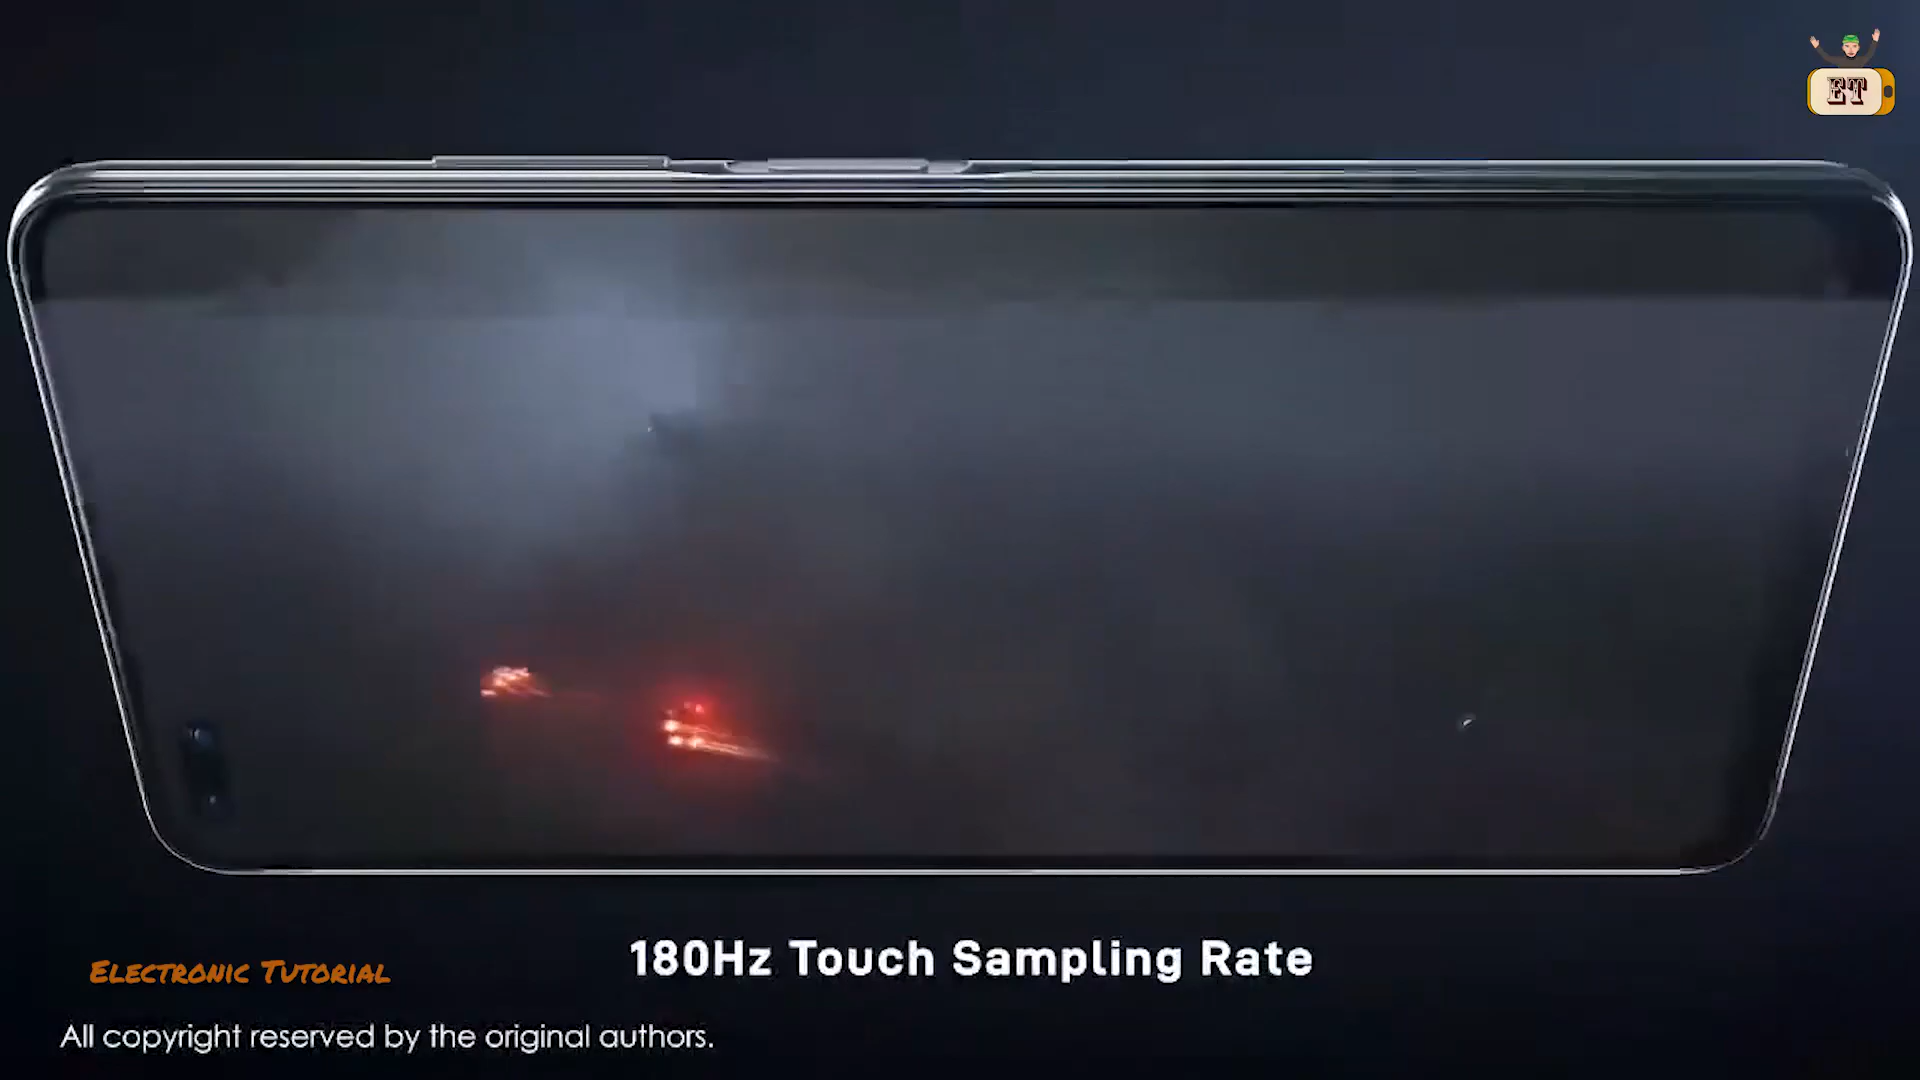 ET
180Hz Touch Sampling Rate
Electronic Tutorial
All copyright reserved by the original authors.